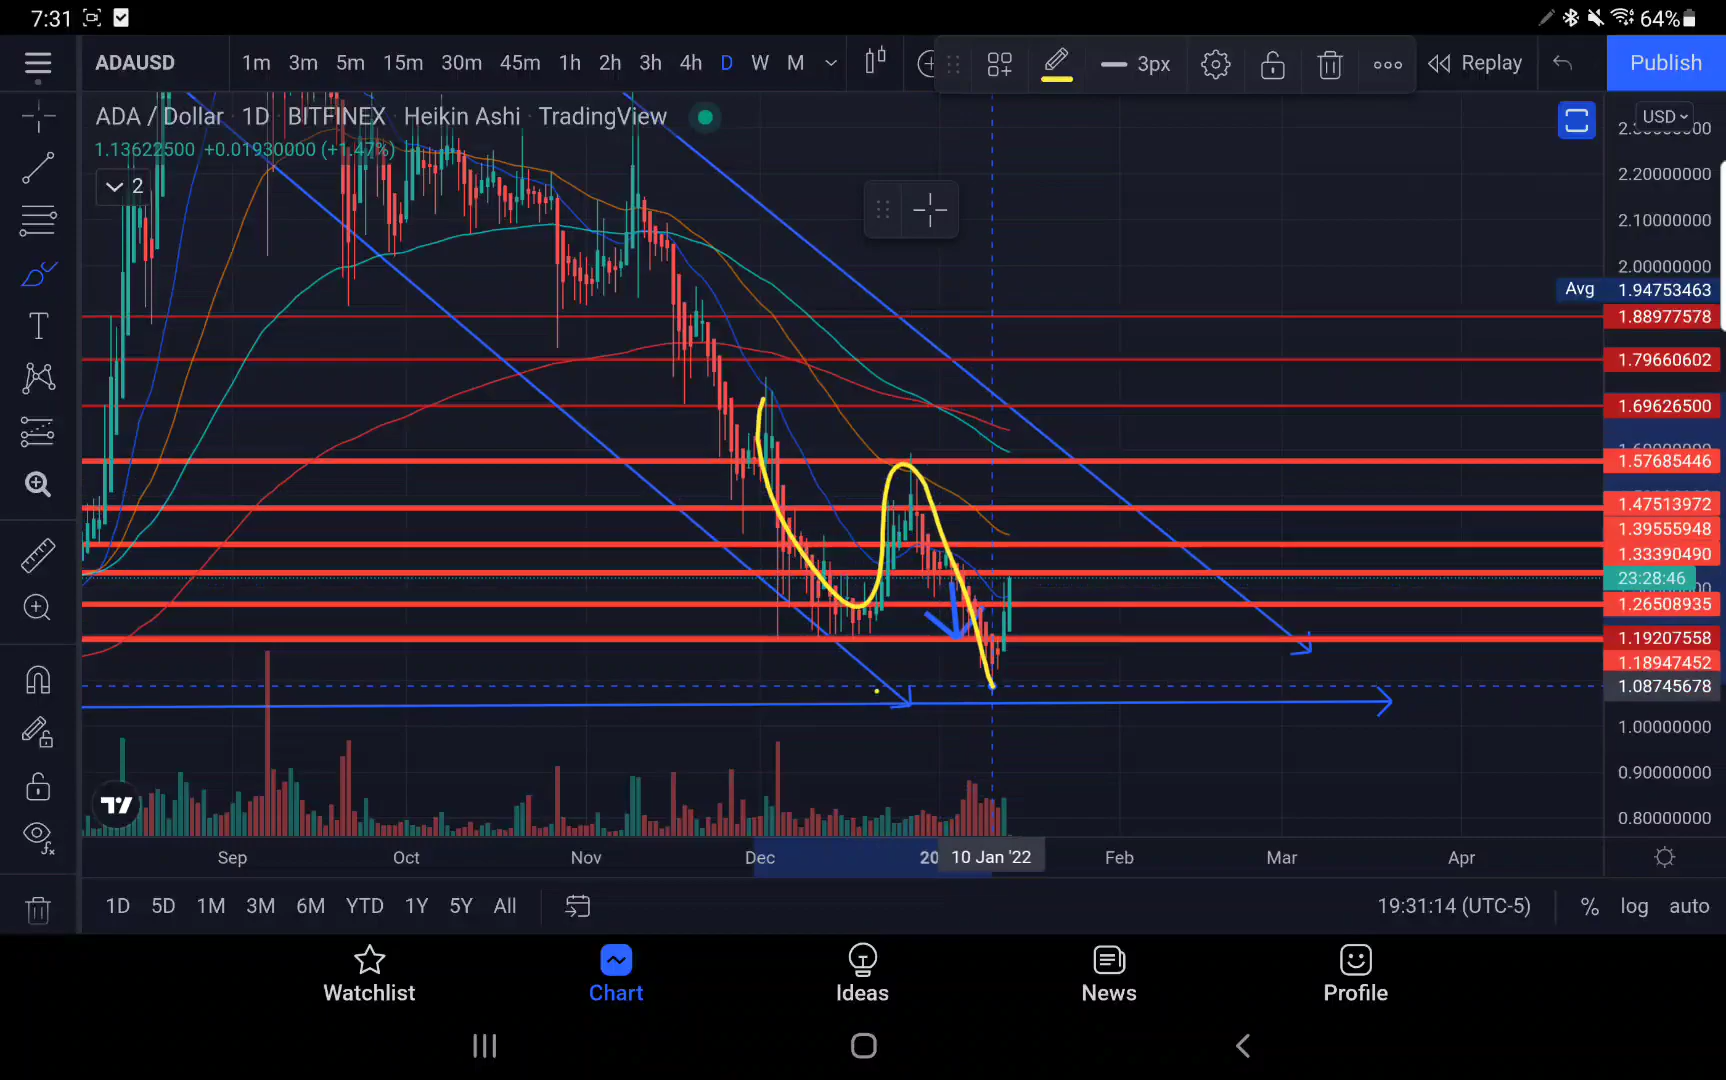 7:31
64%
ADAUSD
1m 3m 5m 15m 30m 45m 1h 2h 3h 4h D W M
3px
Replay
Publish
ADA / Dollar · 1D · BITFINEX · Heikin Ashi · TradingView
1.13622500 +0.01930000 (+1.47%)
2
USD
2.20000000
2.10000000
2.00000000
Avg 1.94753463
1.88977578
1.79660602
1.69626500
1.57685446
1.47513972
1.39555948
1.33390490
23:28:46
1.26508935
1.19207558
1.18947452
1.08745678
1.00000000
0.90000000
0.80000000
Sep Oct Nov Dec 20 10 Jan '22 Feb Mar Apr
1D 5D 1M 3M 6M YTD 1Y 5Y All
19:31:14 (UTC-5) % log auto
Watchlist Chart Ideas News Profile